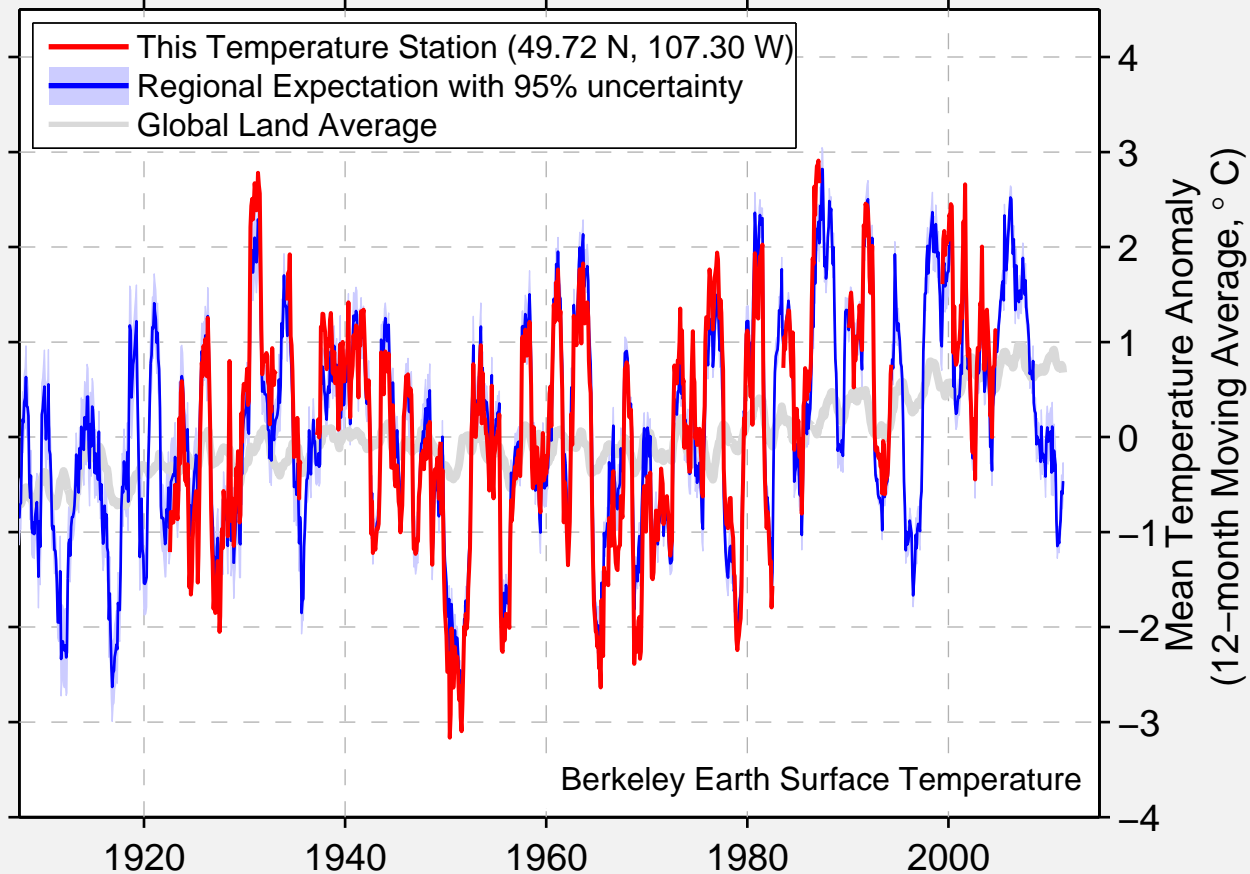 This Temperature Station (49.72 N, 107.30 W)
Regional Expectation with 95% uncertainty
Global Land Average
4
3
2
1
0
−1
−2
−3
−4
Mean Temperature Anomaly
(12−month Moving Average, ° C)
Berkeley Earth Surface Temperature
1920 1940 1960 1980 2000